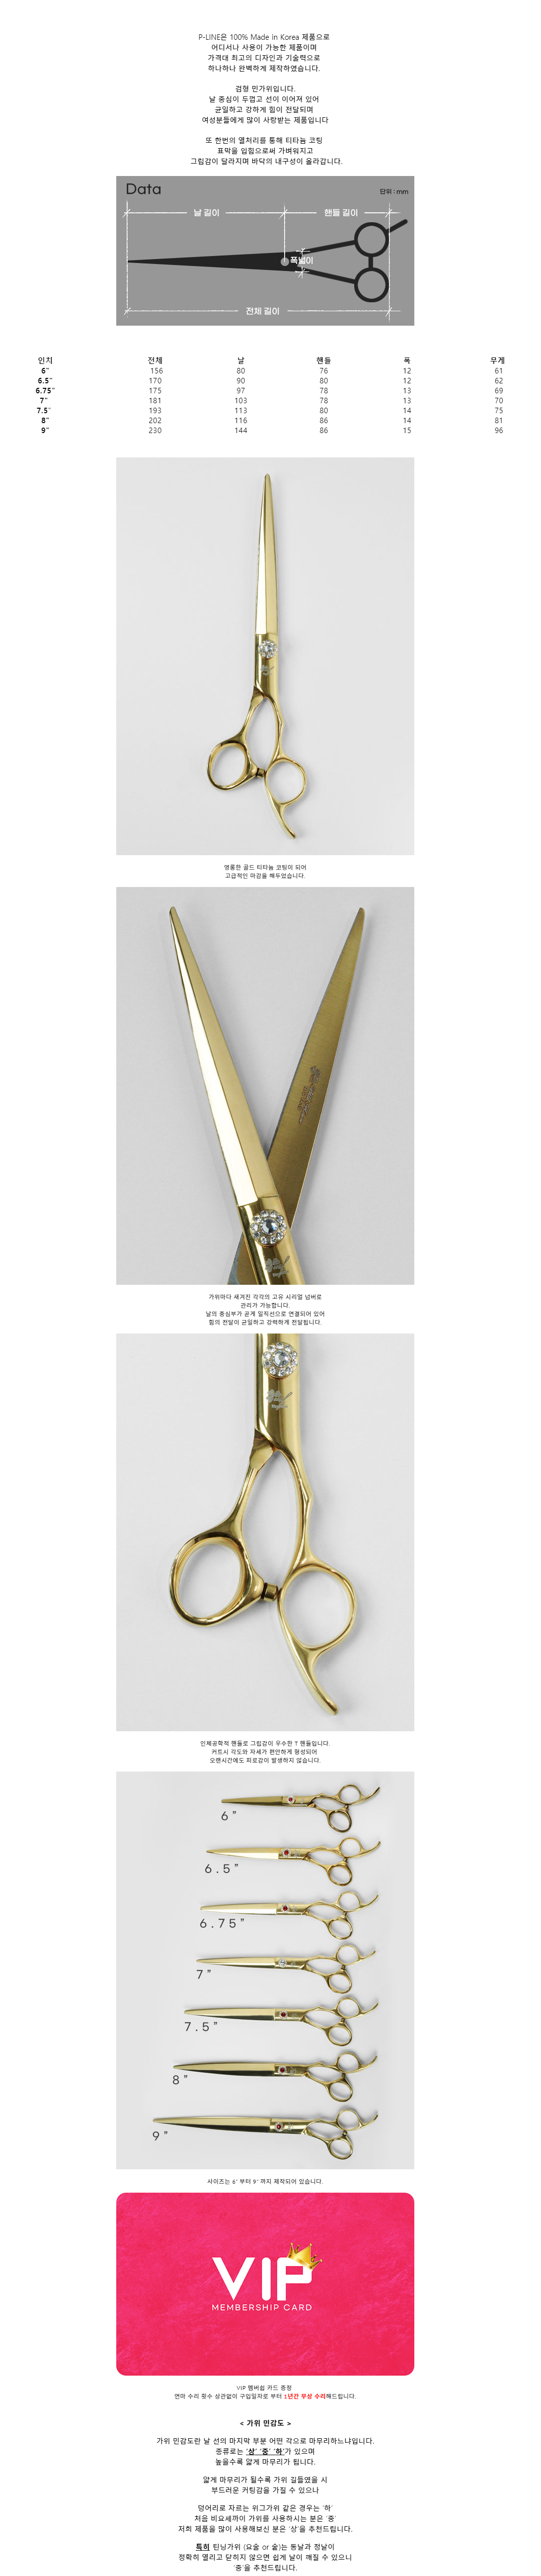 P-LINE은 100% Made in Korea 제품으로
어디서나 사용이 가능한 제품이며
가격대 최고의 디자인과 기술력으로
하나하나 완벽하게 제작하였습니다.
검형 민가위입니다.
날 중심이 두껍고 선이 이어져 있어
균일하고 강하게 힘이 전달되며
여성분들에게 많이 사랑받는 제품입니다
또 한번의 열처리를 통해 티타늄 코팅
표막을 입힘으로써 가벼워지고
그립감이 달라지며 바닥의 내구성이 올라갑니다.
Data
단위 : mm
날 길이 핸들 길이
폭넓이
전체 길이
인치 전체 날 핸들 폭 무게
6" 156 80 76 12 61
6.5" 170 90 80 12 62
6.75" 175 97 78 13 69
7" 181 103 78 13 70
7.5" 193 113 80 14 75
8" 202 116 86 14 81
9" 230 144 86 15 96
영롱한 골드 티타늄 코팅이 되어
고급적인 마감을 해두었습니다.
가위마다 새겨진 각각의 고유 시리얼 넘버로
관리가 가능합니다.
날의 중심부가 곧게 일직선으로 연결되어 있어
힘의 전달이 균일하고 강력하게 전달됩니다.
인체공학적 핸들로 그립감이 우수한 T 핸들입니다.
커트시 각도와 자세가 편안하게 형성되어
오랜시간에도 피로감이 발생하지 않습니다.
6"
6.5"
6.75"
7"
7.5"
8"
9"
사이즈는 6" 부터 9" 까지 제작되어 있습니다.
VIP
MEMBERSHIP CARD
VIP 멤버쉽 카드 증정
연마 수리 횟수 상관없이 구입일자로 부터 1년간 무상 수리해드립니다.
< 가위 민감도 >
가위 민감도란 날 선의 마지막 부분 어떤 각으로 마무리하느냐입니다.
종류로는 '상' '중' '하'가 있으며
높을수록 얇게 마무리가 됩니다.
얇게 마무리가 될수록 가위 길들였을 시
부드러운 커팅감을 가질 수 있으나
덩어리로 자르는 위그가위 같은 경우는 '하'
처음 비요세까이 가위를 사용하시는 분은 '중'
저희 제품을 많이 사용해보신 분은 '상'을 추천드립니다.
특히 틴닝가위 (요술 or 숱)는 통날과 정날이
정확히 열리고 닫히지 않으면 쉽게 날이 깨질 수 있으니
'중'을 추천드립니다.